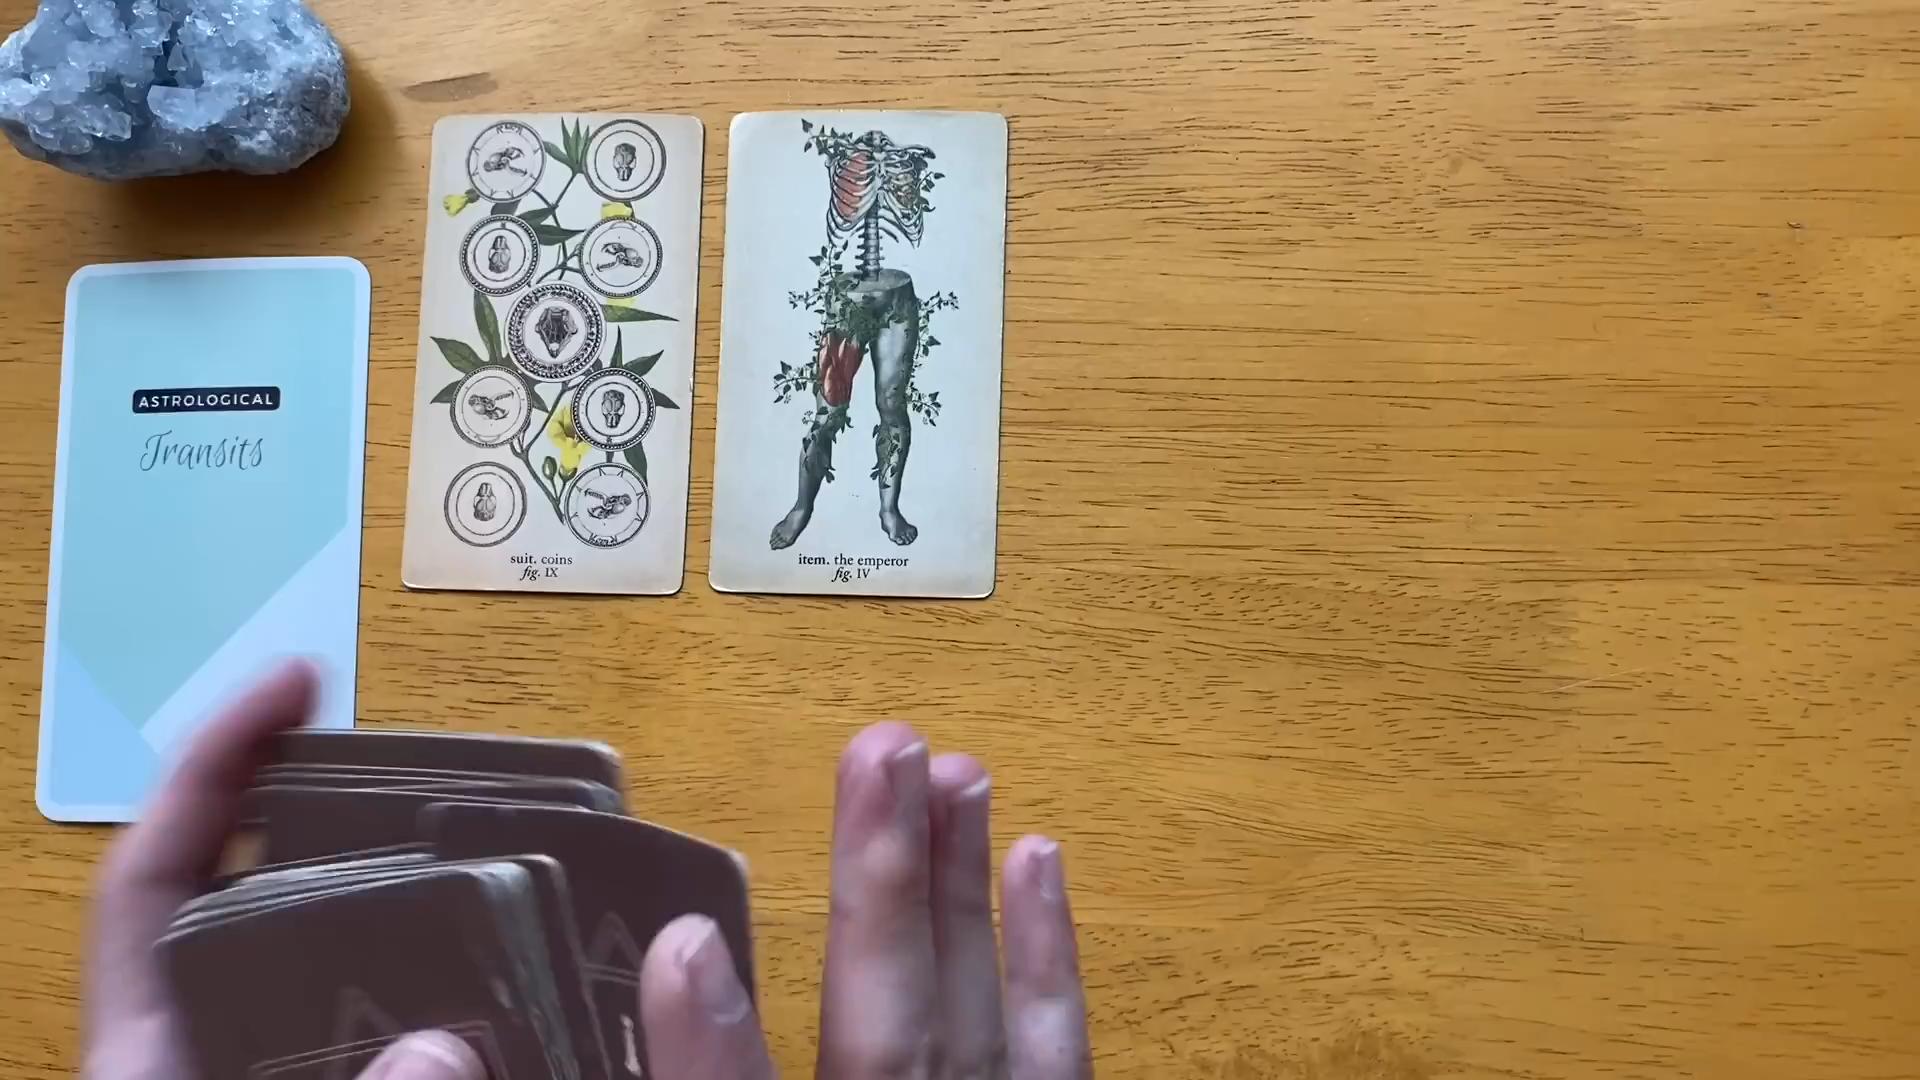 ASTROLOGICAL
Transits
suit. coins
fig. IX
item. the emperor
fig. IV